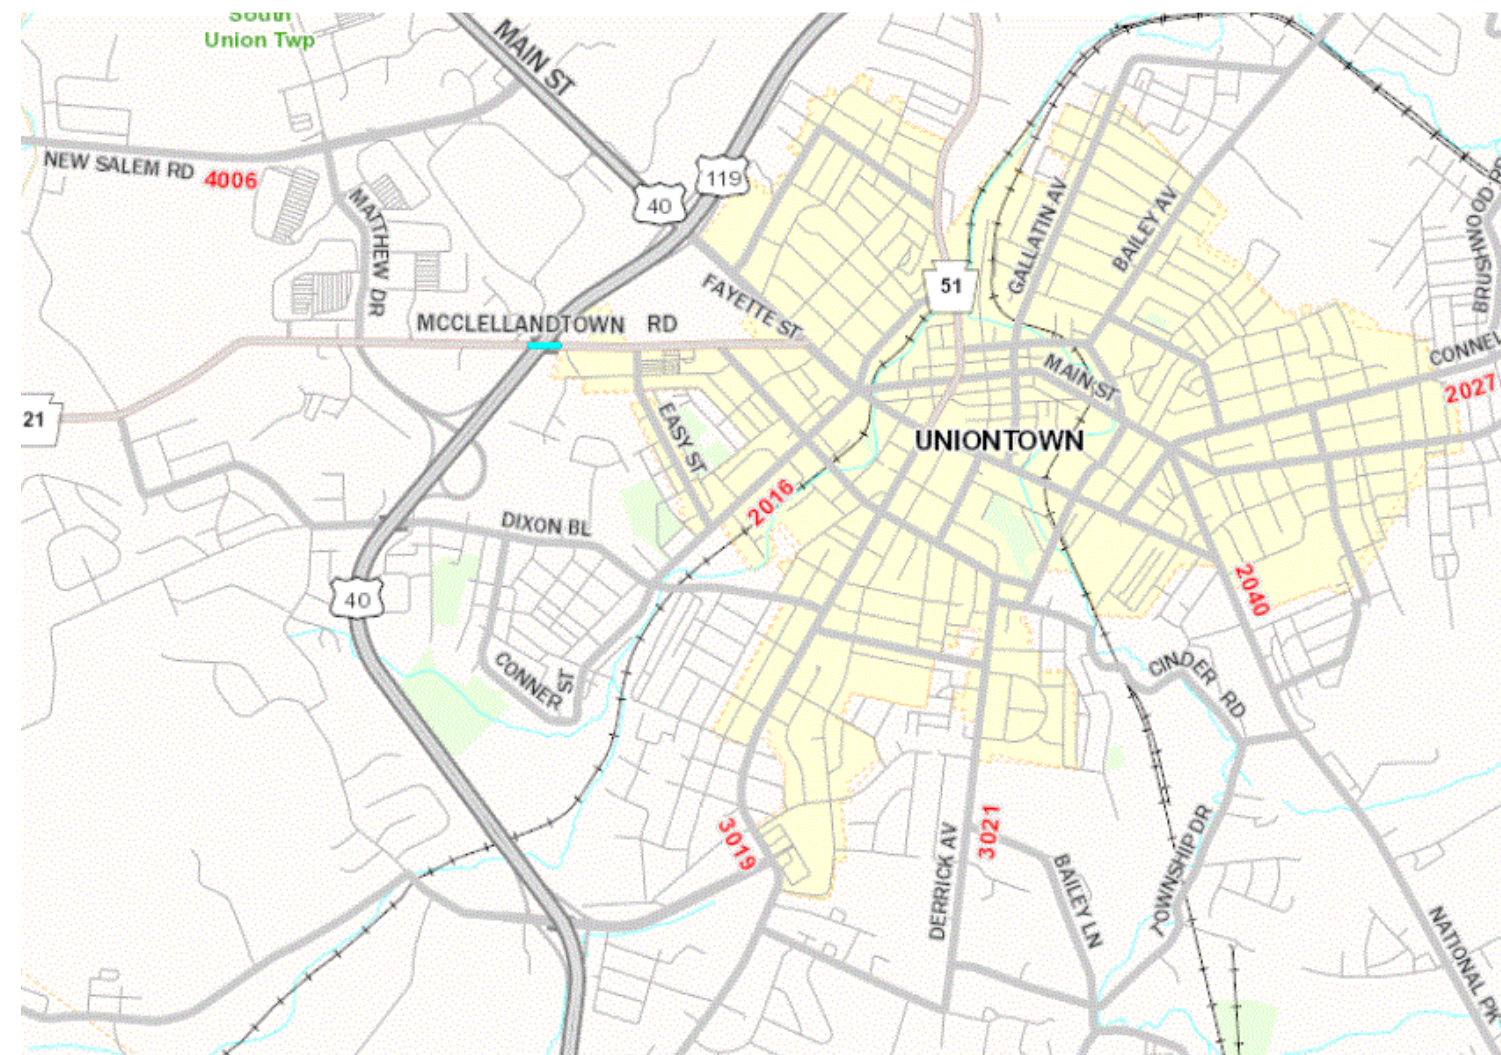 South
Union Twp
MAIN ST
NEW SALEM RD
4006
119
40
MATTHEW DR
51
GALLATIN AV
BAILEY AV
BRUSHWOOD RD
FAYETTE ST
MCCLELLANDTOWN RD
MAIN ST
2027
21
EASY ST
UNIONTOWN
2016
DIXON BL
40
2040
CONNER
ST
CINDER RD
3019
3021
DERRICK AV
BAILEY LN
TOWNSHIP DR
NATIONAL PK